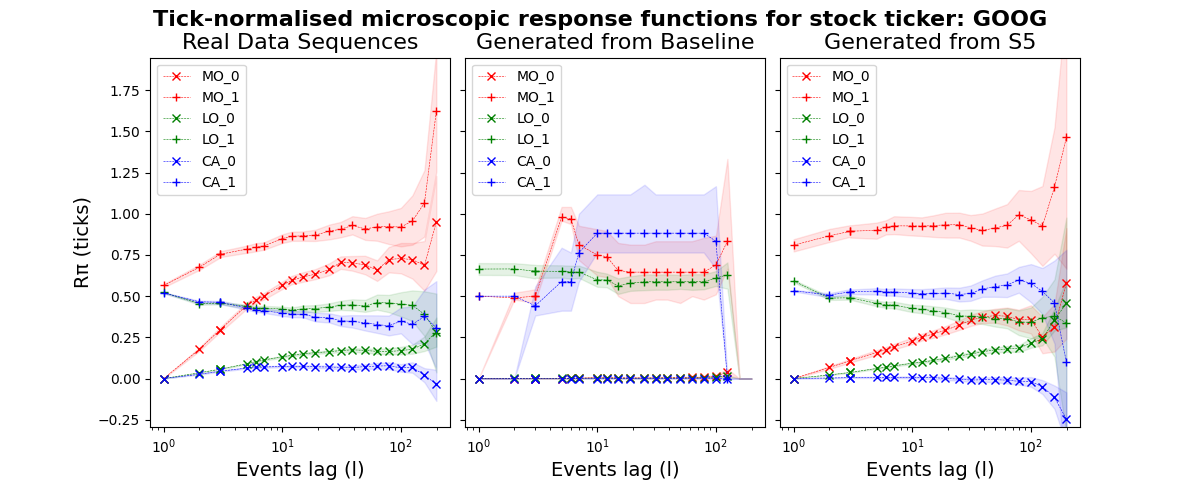 Tick-normalised microscopic response functions for stock ticker: GOOG
Real Data Sequences
Generated from Baseline
Generated from S5
Rπ (ticks)
1.75
1.50
1.25
1.00
0.75
0.50
0.25
0.00
−0.25
MO_0
MO_1
LO_0
LO_1
CA_0
CA_1
MO_0
MO_1
LO_0
LO_1
CA_0
CA_1
MO_0
MO_1
LO_0
LO_1
CA_0
CA_1
10⁰ 10¹ 10²
10⁰ 10¹ 10²
10⁰ 10¹ 10²
Events lag (l)
Events lag (l)
Events lag (l)